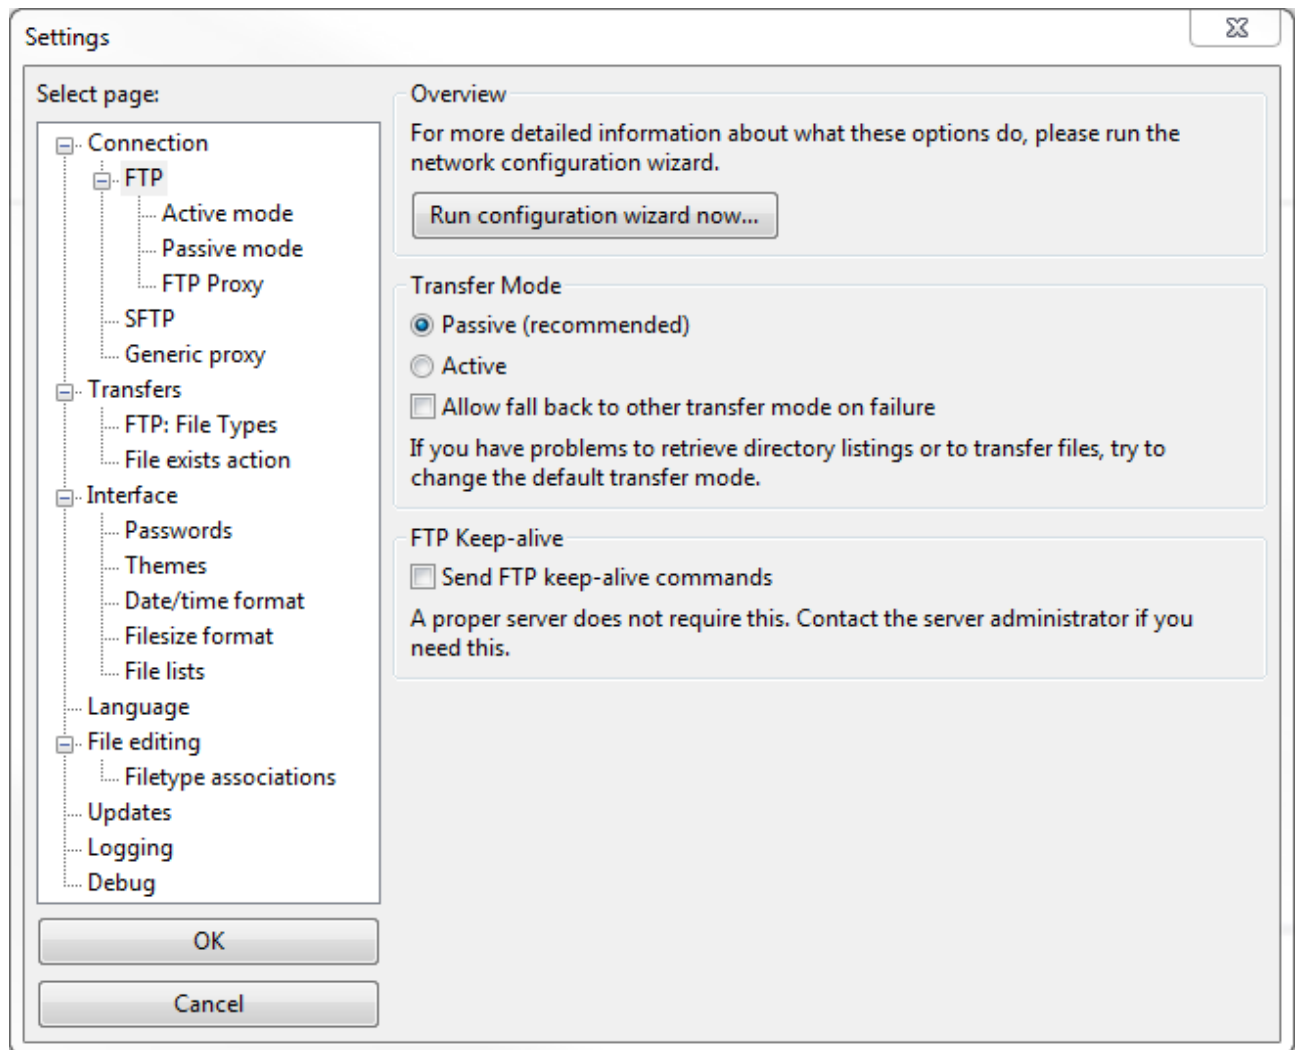 Settings
Select page:
Connection
FTP
Active mode
Passive mode
FTP Proxy
SFTP
Generic proxy
Transfers
FTP: File Types
File exists action
Interface
Passwords
Themes
Date/time format
Filesize format
File lists
Language
File editing
Filetype associations
Updates
Logging
Debug
OK
Cancel
Overview
For more detailed information about what these options do, please run the
network configuration wizard.
Run configuration wizard now...
Transfer Mode
Passive (recommended)
Active
Allow fall back to other transfer mode on failure
If you have problems to retrieve directory listings or to transfer files, try to
change the default transfer mode.
FTP Keep-alive
Send FTP keep-alive commands
A proper server does not require this. Contact the server administrator if you
need this.